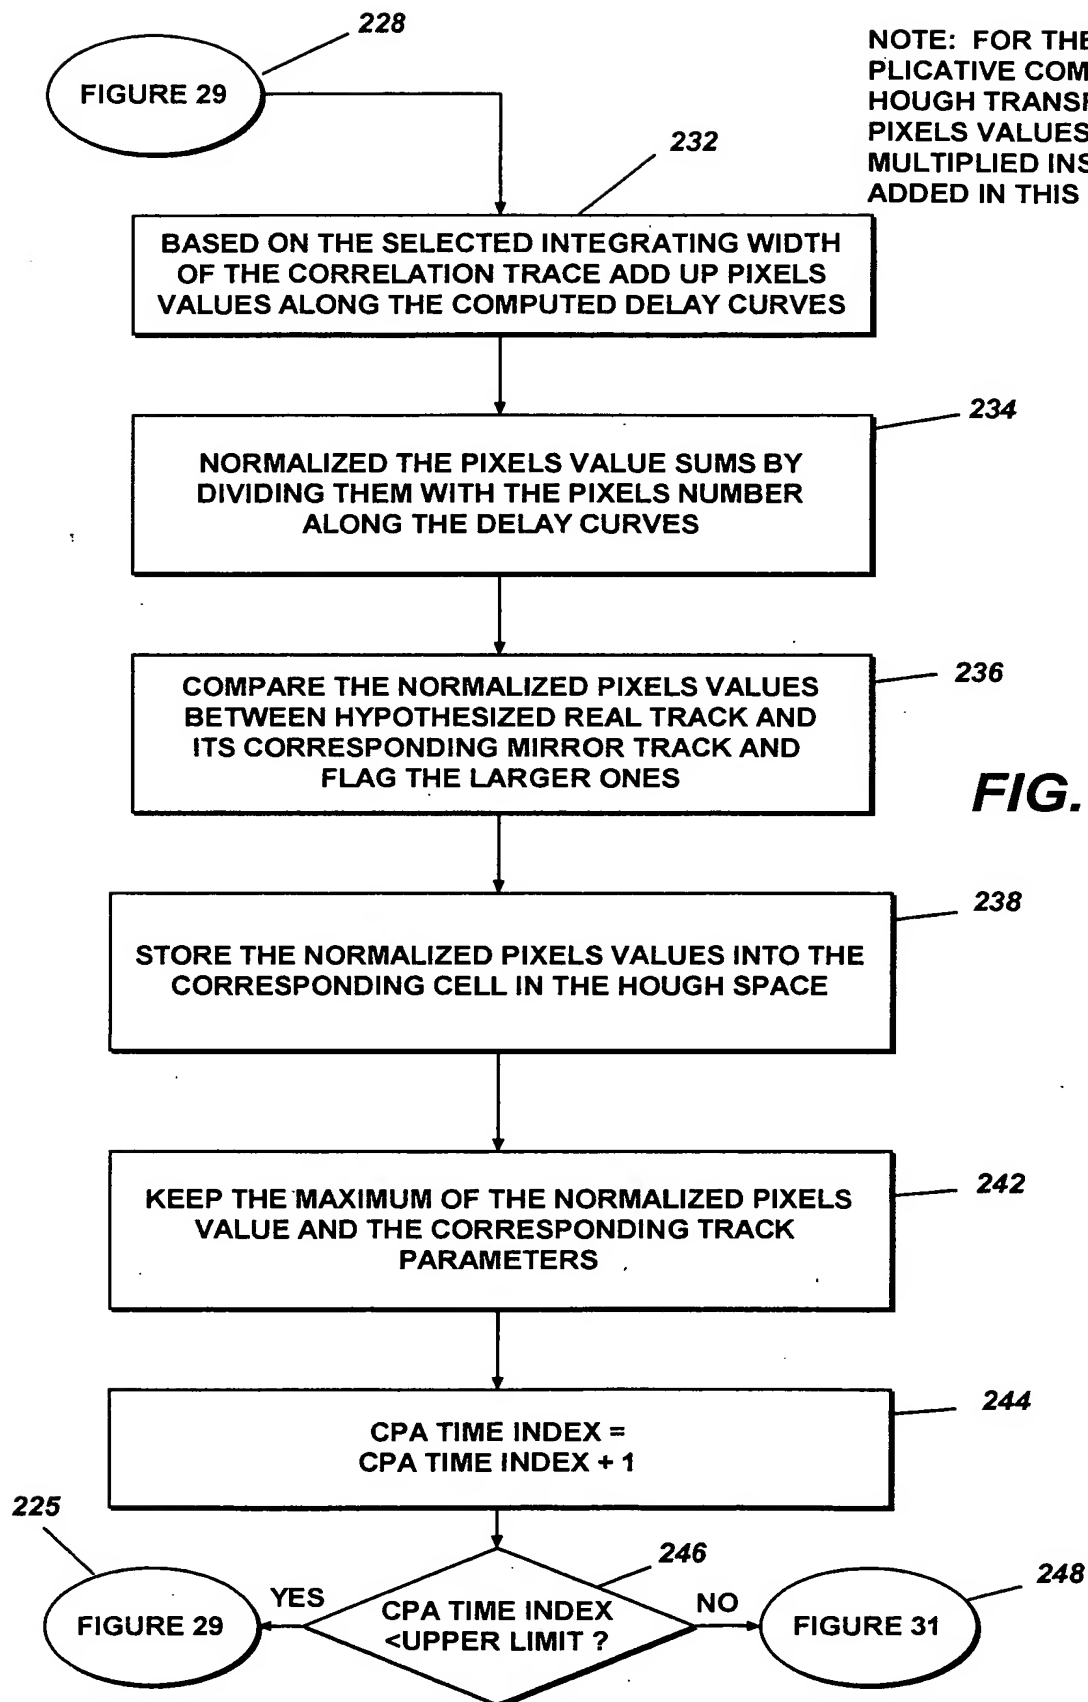 228
FIGURE 29
NOTE: FOR THE
PLICATIVE COM
HOUGH
PIXELS VALUES
MULTIPLIED
ADDED IN THIS
232
BASED ON THE SELECTED INTEGRATING WIDTH
OF THE CORRELATION TRACE ADD UP PIXELS
VALUES ALONG THE COMPUTED DELAY CURVES
234
NORMALIZED THE PIXELS VALUE SUMS BY
DIVIDING THEM WITH THE PIXELS NUMBER
ALONG THE DELAY CURVES
236
COMPARE THE NORMALIZED PIXELS VALUES
BETWEEN HYPOTHESIZED REAL TRACK AND
ITS CORRESPONDING MIRROR TRACK AND
FLAG THE LARGER ONES
FIG.
238
STORE THE NORMALIZED PIXELS VALUES INTO THE
CORRESPONDING CELL IN THE HOUGH SPACE
242
KEEP THE MAXIMUM OF THE NORMALIZED PIXELS
VALUE AND THE CORRESPONDING TRACK
PARAMETERS
244
CPA TIME INDEX =
CPA TIME INDEX + 1
225
246
248
FIGURE 29
YES
CPA TIME INDEX
<UPPER LIMIT ?
NO
FIGURE 31